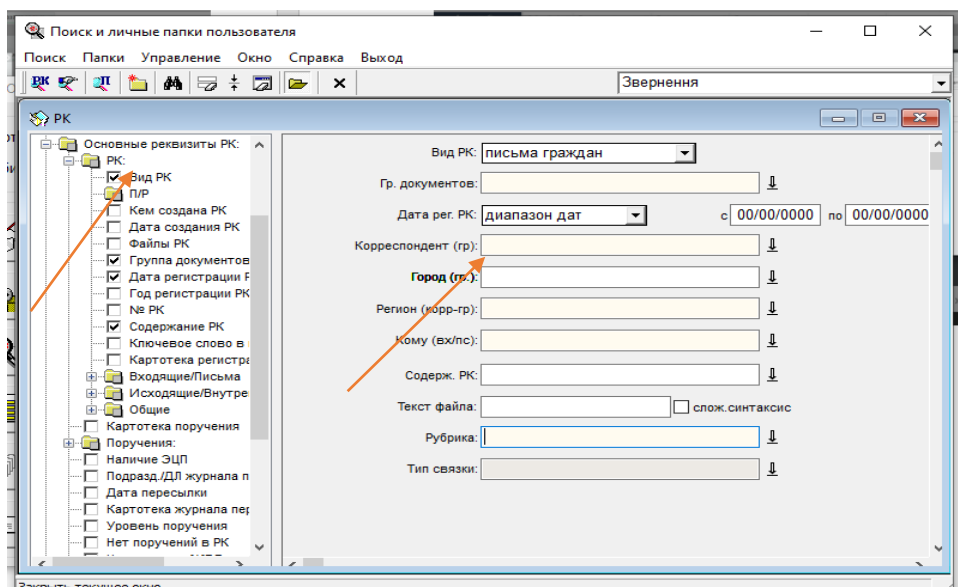 Поиск и личные папки пользователя
Поиск Папки Управление Окно Справка Выход
Звернення
РК
Основные реквизиты РК:
РК:
Вид РК
П/Р
Кем создана РК
Дата создания РК
Файлы РК
Группа документов
Дата регистрации Р
Год регистрации РК
№ РК
Содержание РК
Ключевое слово в
Картотека регистра
Входящие/Письма
Исходящие/Внутре
Общие
Картотека поручения
Поручения:
Наличие ЭЦП
Подразд./ДЛ журнала п
Дата пересылки
Картотека журнала пер
Уровень поручения
Нет поручений в РК
Вид РК: письма граждан
Гр. документов:
Дата рег. РК: диапазон дат с 00/00/0000 по 00/00/0000
Корреспондент (гр):
Город (гр.):
Регион (корр-гр):
Кому (вх/пс):
Содерж. РК:
Текст файла: слож.синтаксис
Рубрика:
Тип связки:
Закрыть текущее окно